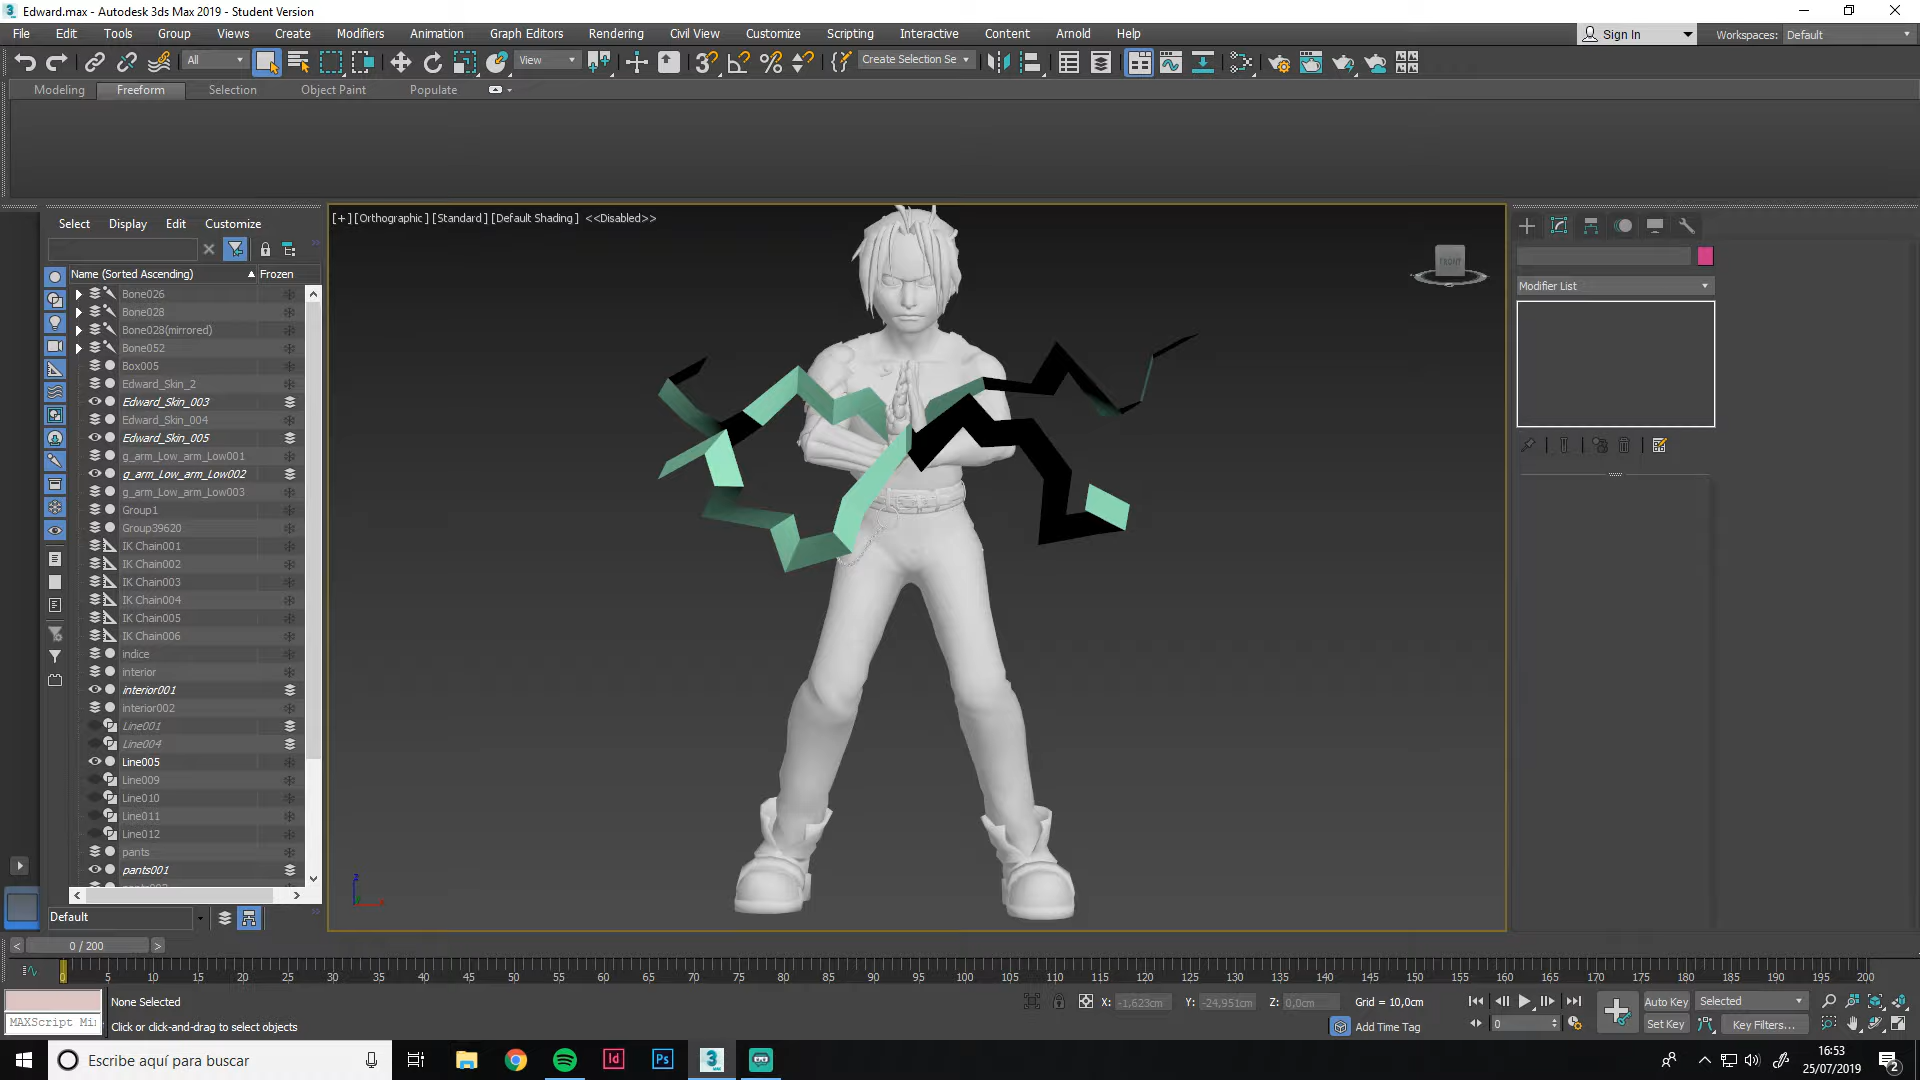 Edward.max - Autodesk 3ds Max 2019 - Student Version
File Edit Tools Group Views Create Modifiers Animation Graph Editors Rendering Civil View Customize Scripting Interactive Content Arnold Help
Sign In Workspaces: Default
All View Create Selection Se
Modeling Freeform Selection Object Paint Populate
[+] [Orthographic] [Standard] [Default Shading] <<Disabled>>
Select Display Edit Customize
FRONT
Name (Sorted Ascending) Frozen
Modifier List
Bone026
Bone028
Bone028(mirrored)
Bone052
Box005
Edward_Skin_2
Edward_Skin_003
Edward_Skin_004
Edward_Skin_005
g_arm_Low_arm_Low001
g_arm_Low_arm_Low002
g_arm_Low_arm_Low003
Group1
Group39620
IK Chain001
IK Chain002
IK Chain003
IK Chain004
IK Chain005
IK Chain006
indice
interior
interior001
interior002
Line001
Line004
Line005
Line009
Line010
Line011
Line012
pants
pants001
Default
0 / 200
0 5 10 15 20 25 30 35 40 45 50 55 60 65 70 75 80 85 90 95 100 105 110 115 120 125 130 135 140 145 150 155 160 165 170 175 180 185 190 195 200
None Selected X: -1,623cm Y: -24,951cm Z: 0,0cm Grid = 10,0cm Auto Key Selected
MAXScript Mi Click or click-and-drag to select objects Add Time Tag 0 Set Key Key Filters...
Escribe aquí para buscar
16:53
25/07/2019
2